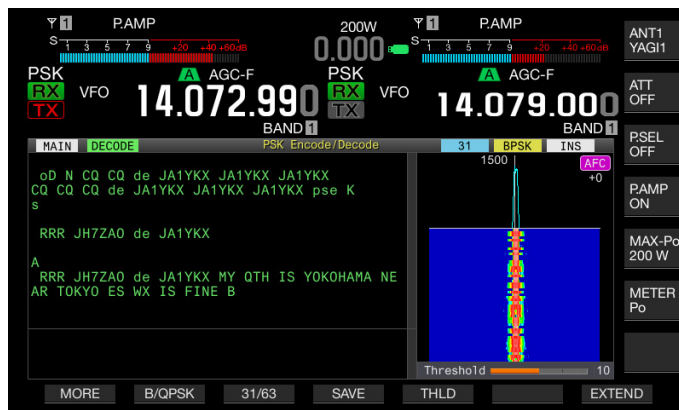 1 P.AMP 200W 1 P.AMP
S 1 3 5 7 9 +20 +40 +60dB 0.000 S 1 3 5 7 9 +20 +40 +60dB
PSK A AGC-F PSK A AGC-F
RX VFO 14.072.990 RX VFO 14.079.000
TX TX
BAND 1 BAND 1
MAIN DECODE PSK Encode/Decode 31 BPSK INS
1500 AFC
+0
oD N CQ CQ de JA1YKX JA1YKX JA1YKX
CQ CQ CQ de JA1YKX JA1YKX JA1YKX pse K
s
RRR JH7ZAO de JA1YKX
A
RRR JH7ZAO de JA1YKX MY QTH IS YOKOHAMA NE
AR TOKYO ES WX IS FINE B
Threshold 10
ANT1
YAGI1
ATT
OFF
P.SEL
OFF
P.AMP
ON
MAX-Po
200 W
METER
Po
MORE B/QPSK 31/63 SAVE THLD EXTEND